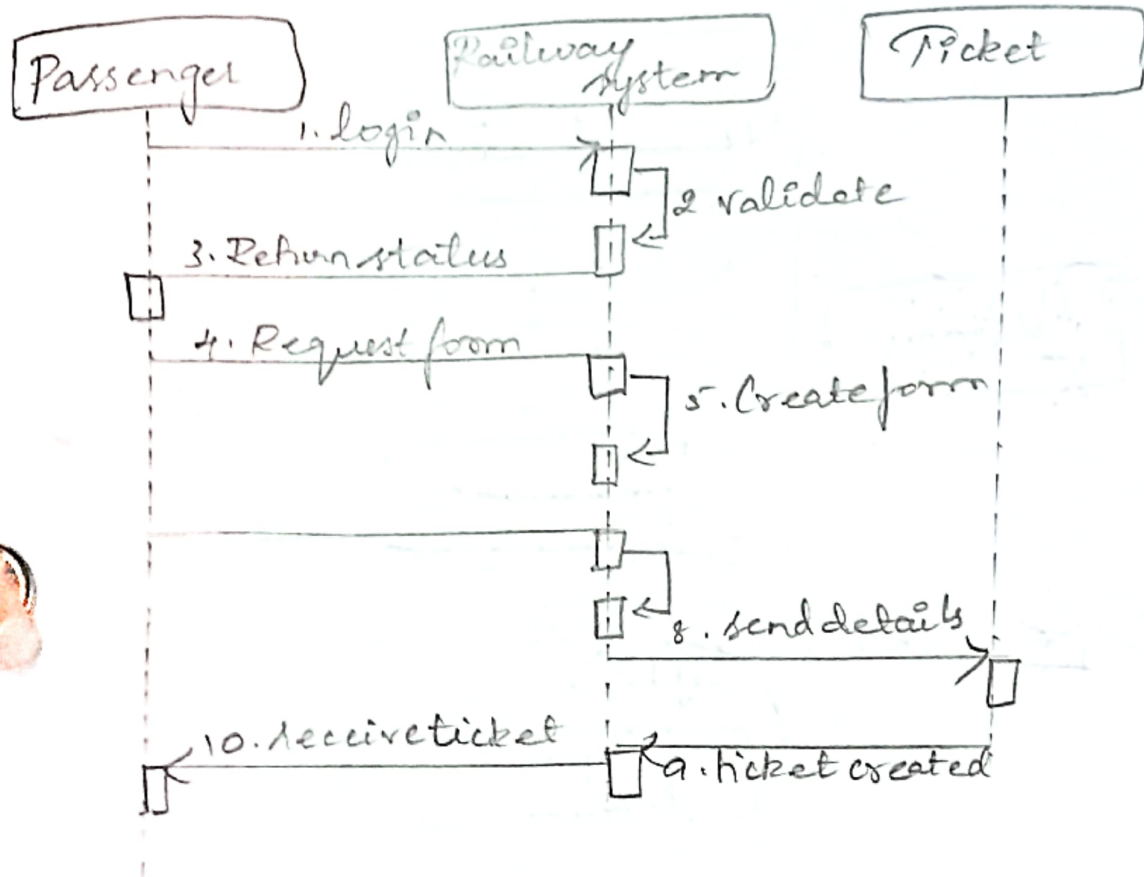 Passenger
Railway
system
Ticket
1. login
2 validate
3. Return status
4. Request form
5. Create form
8. send details
9. ticket created
10. receive ticket